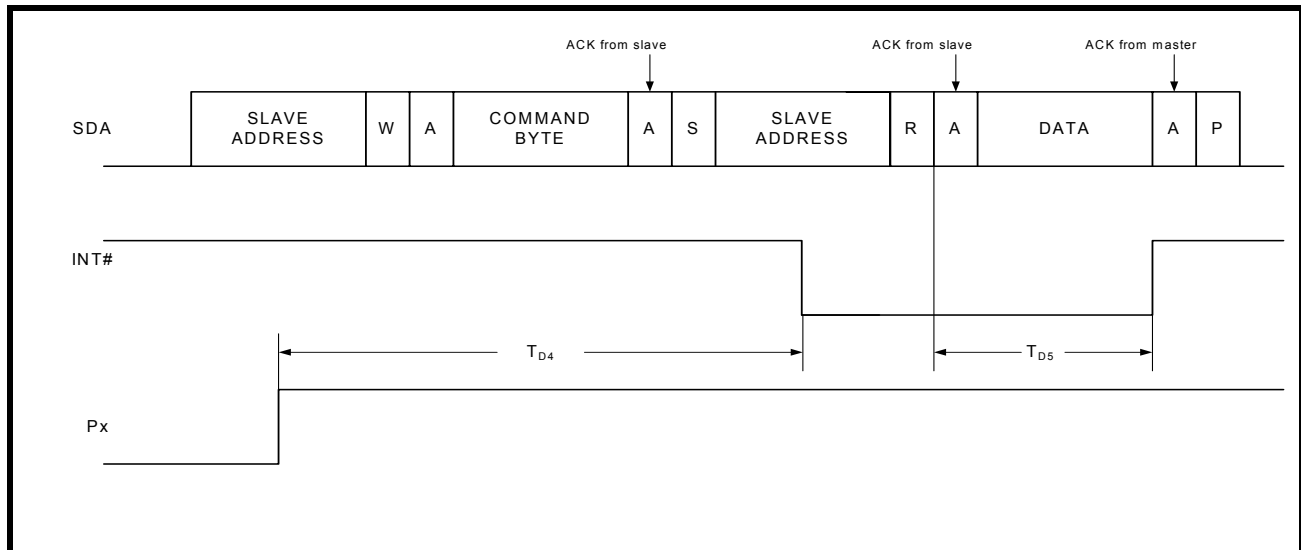 ACK from slave
ACK from slave
ACK from master
SDA
SLAVE ADDRESS
W
A
COMMAND BYTE
A
S
SLAVE ADDRESS
R
A
DATA
A
P
INT#
TD4
TD5
Px